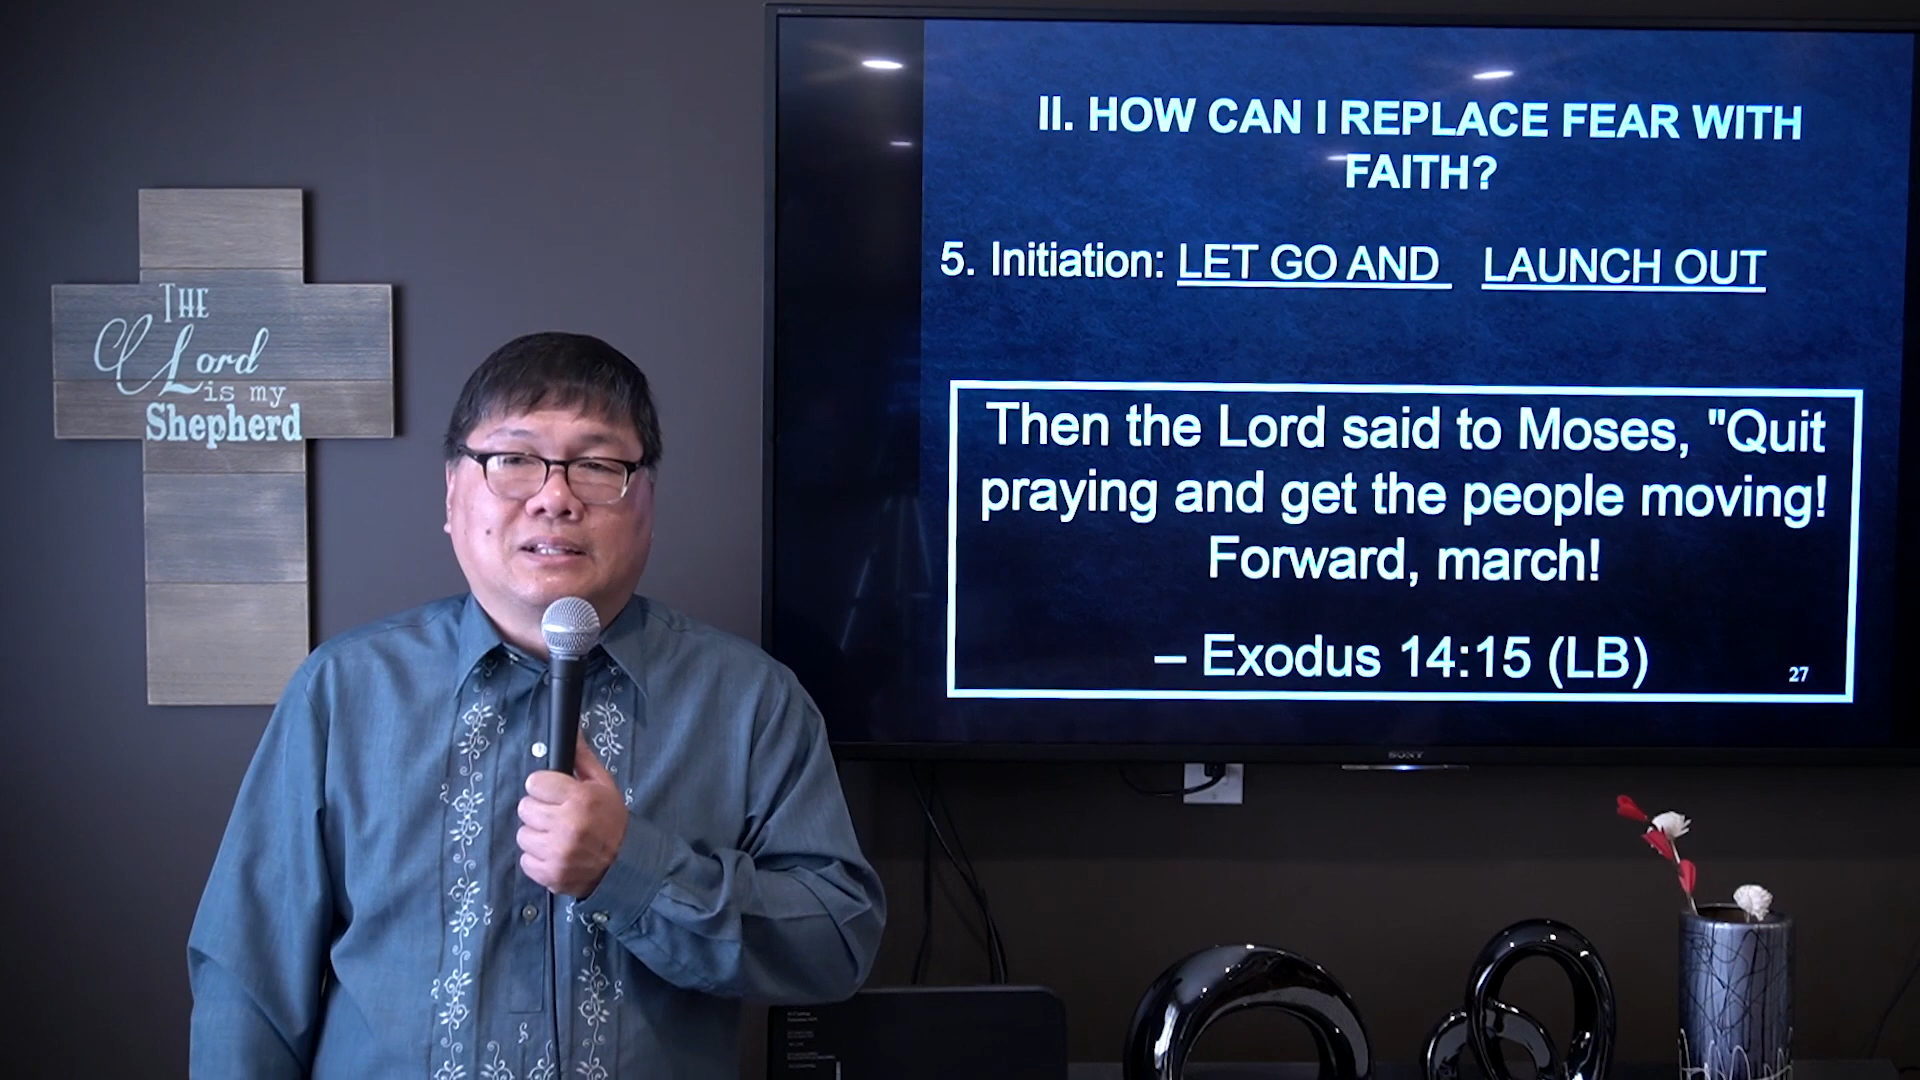 THE
Lord
is my
Shepherd
II. HOW CAN I REPLACE FEAR WITH
FAITH?
5. Initiation: LET GO AND LAUNCH OUT
Then the Lord said to Moses, "Quit
praying and get the people moving!
Forward, march!
– Exodus 14:15 (LB)
27
SONY